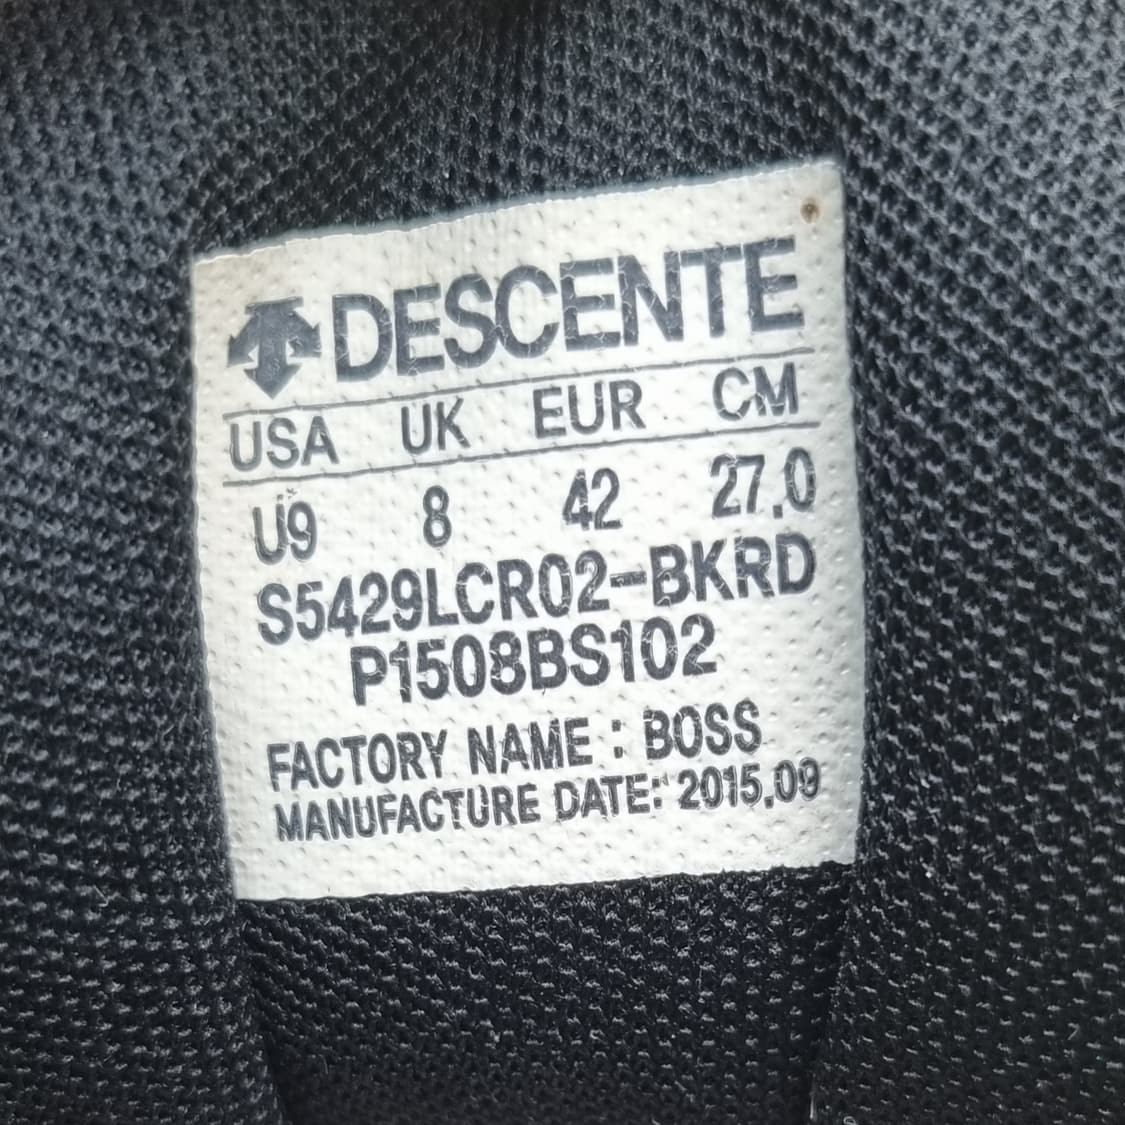 DESCENTE
USA UK EUR CM
U9 8 42 27.0
S5429LCR02-BKRD
P1508BS102
FACTORY NAME : BOSS
MANUFACTURE DATE: 2015.09